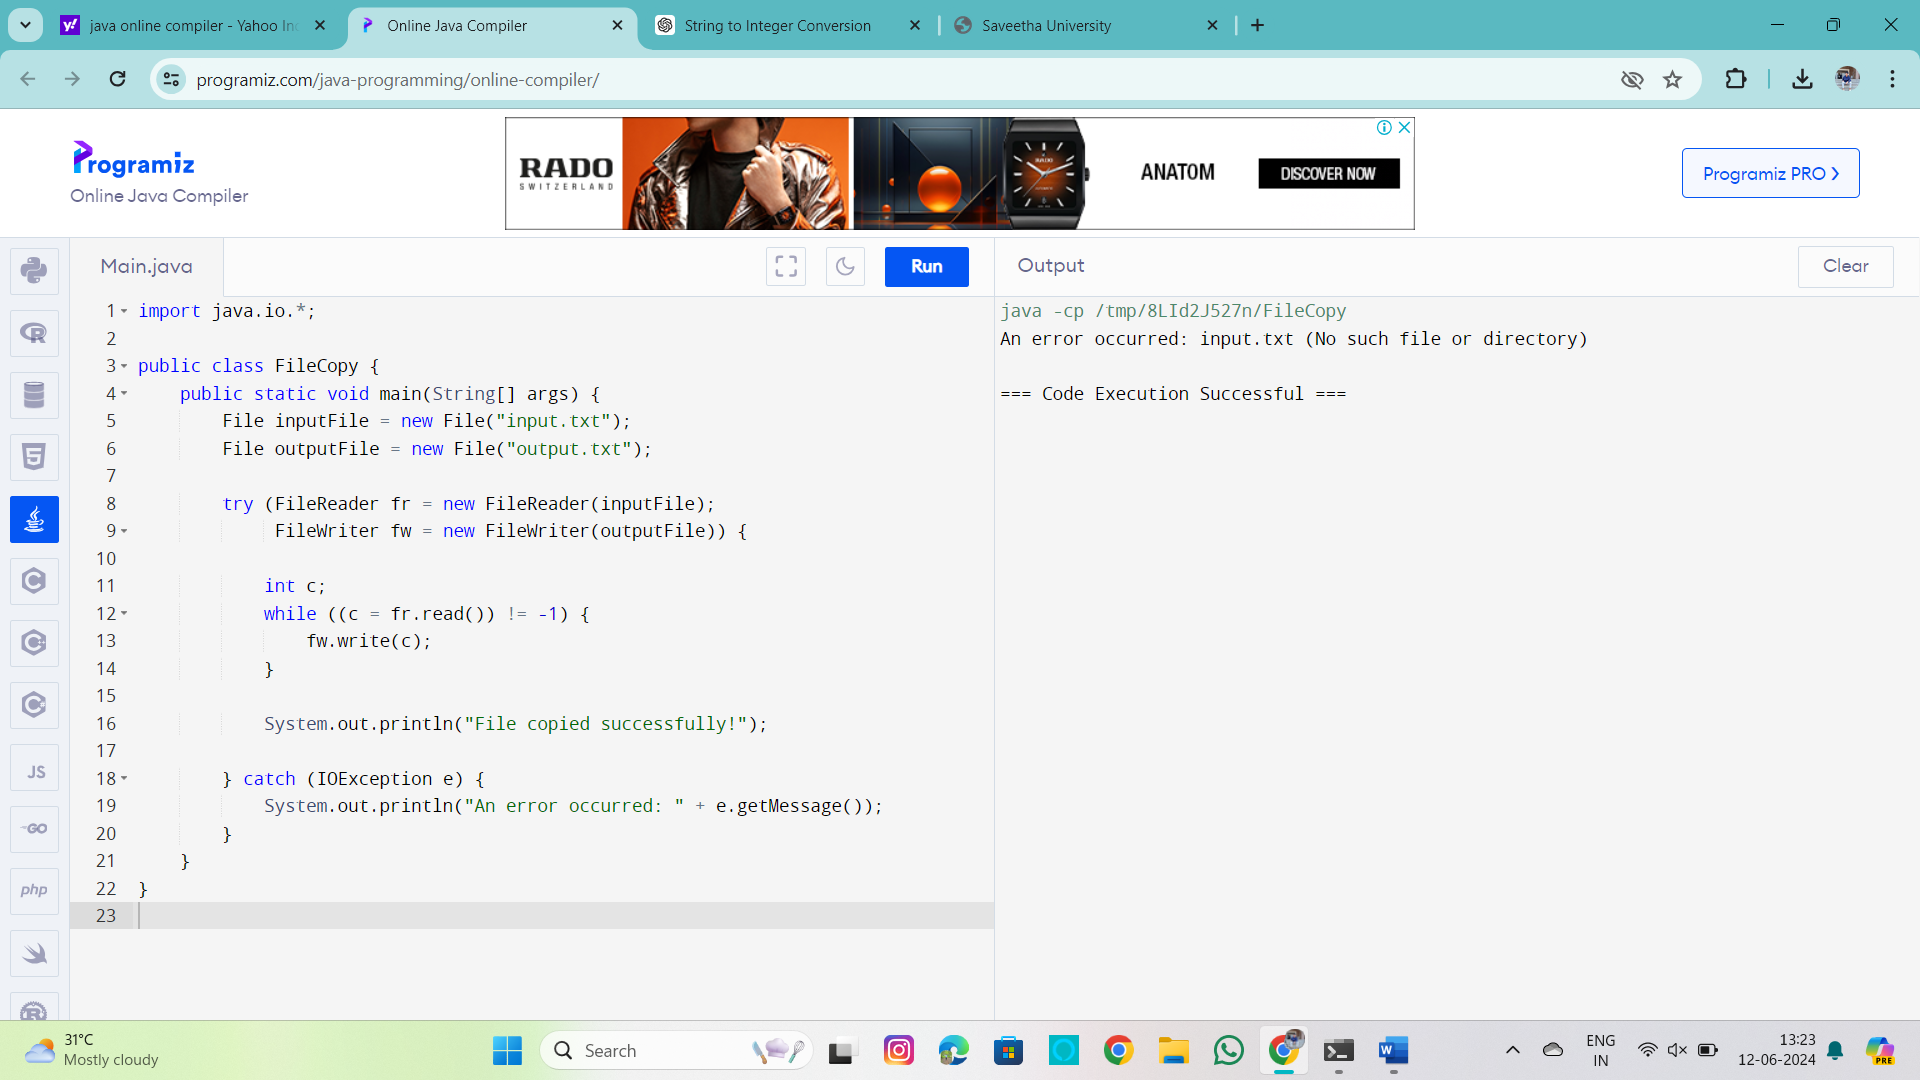 java online compiler - Yahoo In
Online Java Compiler
String to Integer Conversion
Saveetha University
programiz.com/java-programming/online-compiler/
Programiz
Online Java Compiler
RADO
SWITZERLAND
ANATOM
DISCOVER NOW
Programiz PRO
Main.java
Run
Output
Clear
1 import java.io.*;
2
3 public class FileCopy {
4     public static void main(String[] args) {
5         File inputFile = new File("input.txt");
6         File outputFile = new File("output.txt");
7
8         try (FileReader fr = new FileReader(inputFile);
9              FileWriter fw = new FileWriter(outputFile)) {
10
11             int c;
12             while ((c = fr.read()) != -1) {
13                 fw.write(c);
14             }
15
16             System.out.println("File copied successfully!");
17
18         } catch (IOException e) {
19             System.out.println("An error occurred: " + e.getMessage());
20         }
21     }
22 }
23
java -cp /tmp/8LId2J527n/FileCopy
An error occurred: input.txt (No such file or directory)
=== Code Execution Successful ===
R
5
C
C
C
JS
GO
php
31°C
Mostly cloudy
Search
ENG
IN
13:23
12-06-2024
PRE